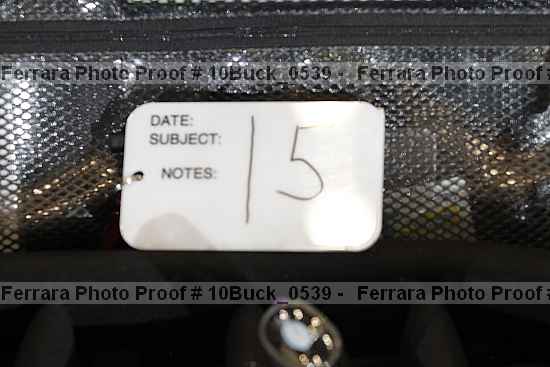 Ferrara Photo Proof # 10Buck_0539 - Ferrara Photo Proof #
DATE:
SUBJECT:
NOTES:
15
Ferrara Photo Proof # 10Buck_0539 - Ferrara Photo Proof #